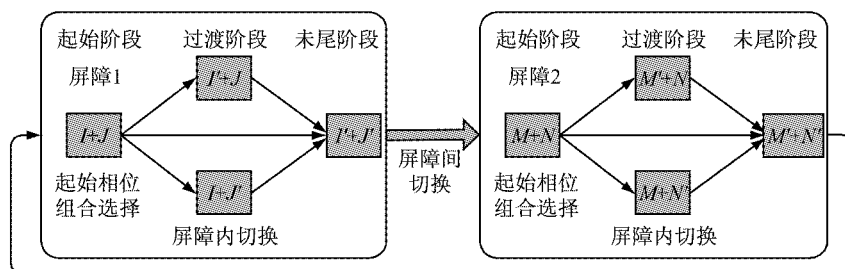 起始阶段 过渡阶段 未尾阶段
屏障1
I'+J
I+J
I'+J'
I+J'
起始相位
组合选择
屏障内切换
屏障间
切换
起始阶段 过渡阶段 未尾阶段
屏障2
M'+N
M+N
M'+N'
M+N'
起始相位
组合选择
屏障内切换